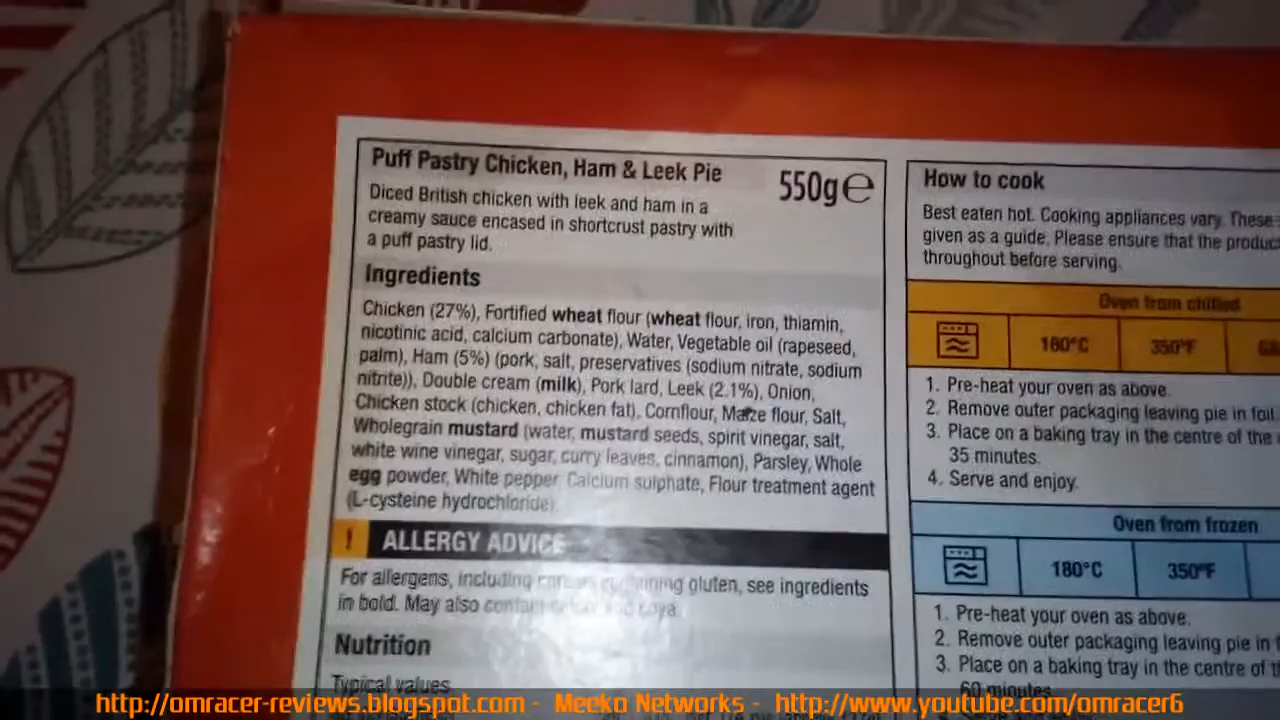 Puff Pastry Chicken, Ham & Leek Pie
550g℮
Diced British chicken with leek and ham in a
creamy sauce encased in shortcrust pastry with
a puff pastry lid.
Ingredients
Chicken (27%), Fortified wheat flour (wheat flour, iron, thiamin,
nicotinic acid, calcium carbonate), Water, Vegetable oil (rapeseed,
palm), Ham (5%) (pork, salt, preservatives (sodium nitrate, sodium
nitrite)), Double cream (milk), Pork lard, Leek (2.1%), Onion,
Chicken stock (chicken, chicken fat), Cornflour, Maize flour, Salt,
Wholegrain mustard (water, mustard seeds, spirit vinegar, salt,
white wine vinegar, sugar, curry leaves, cinnamon), Parsley, Whole
egg powder, White pepper, Calcium sulphate, Flour treatment agent
(L-cysteine hydrochloride).
! ALLERGY ADVICE
For allergens, including gluten, see ingredients
in bold. May also contain soya.
Nutrition
Typical values
How to cook
Best eaten hot. Cooking appliances vary. These
given as a guide. Please ensure that the
throughout before serving.
Oven from chilled
180°C
350°F
1. Pre-heat your oven as above.
2. Remove outer packaging leaving pie in foil
3. Place on a baking tray in the centre of the
35 minutes.
4. Serve and enjoy.
Oven from frozen
180°C
350°F
1. Pre-heat your oven as above.
2. Remove outer packaging leaving pie in
3. Place on a baking tray in the centre of
60 minutes
http://omracer-reviews.blogspot.com - Meeko Networks - http://www.youtube.com/omracer6